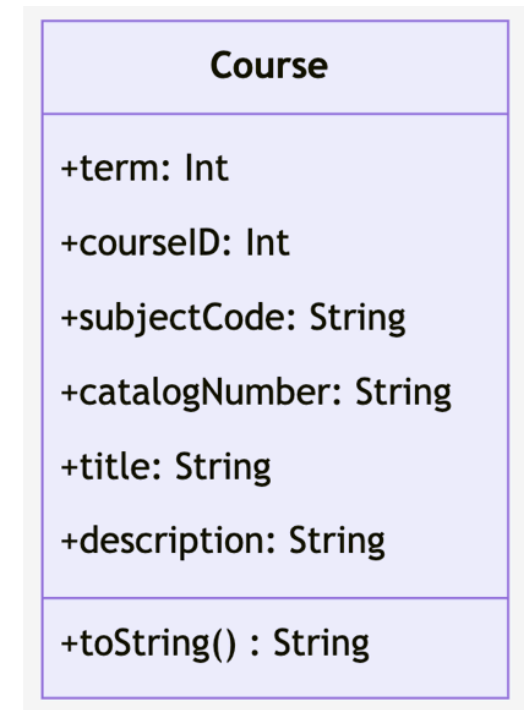 Course
+term: Int
+courseID: Int
+subjectCode: String
+catalogNumber: String
+title: String
+description: String
+toString() : String